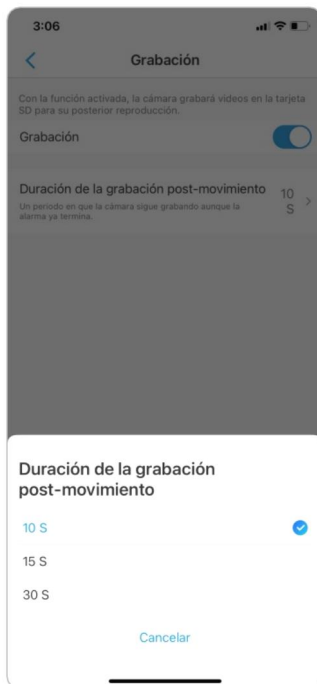 3:06
Grabación
Con la función activada, la cámara grabará vídeos en la tarjeta
SD para su posterior reproducción.
Grabación
Duración de la grabación post-movimiento
10
S
Un periodo en que la cámara sigue grabando aunque la
alarma ya termina.
Duración de la grabación
post-movimiento
10 S
15 S
30 S
Cancelar